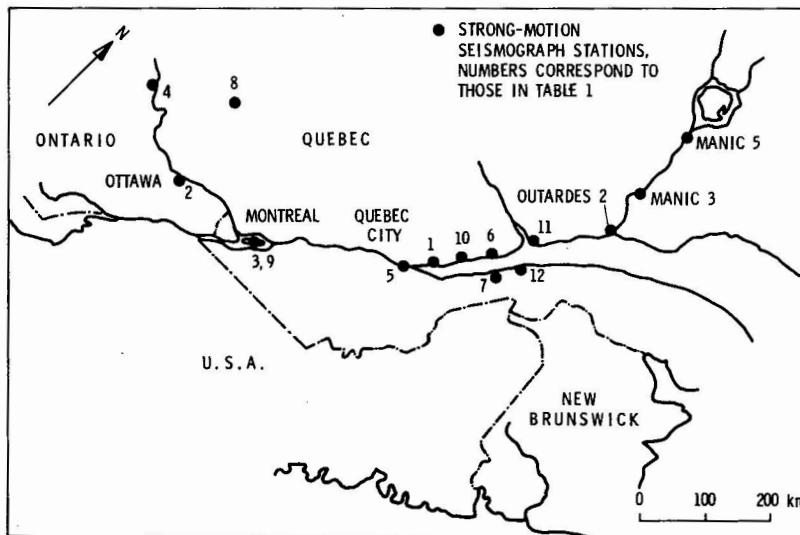 N
● STRONG-MOTION
SEISMOGRAPH STATIONS,
NUMBERS CORRESPOND TO
THOSE IN TABLE 1
4
8
ONTARIO
QUEBEC
MANIC 5
OTTAWA
2
OUTARDES 2
MANIC 3
MONTREAL
QUEBEC
CITY
3,9
5
1
10
6
11
7
12
U.S.A.
NEW
BRUNSWICK
0 100 200 km